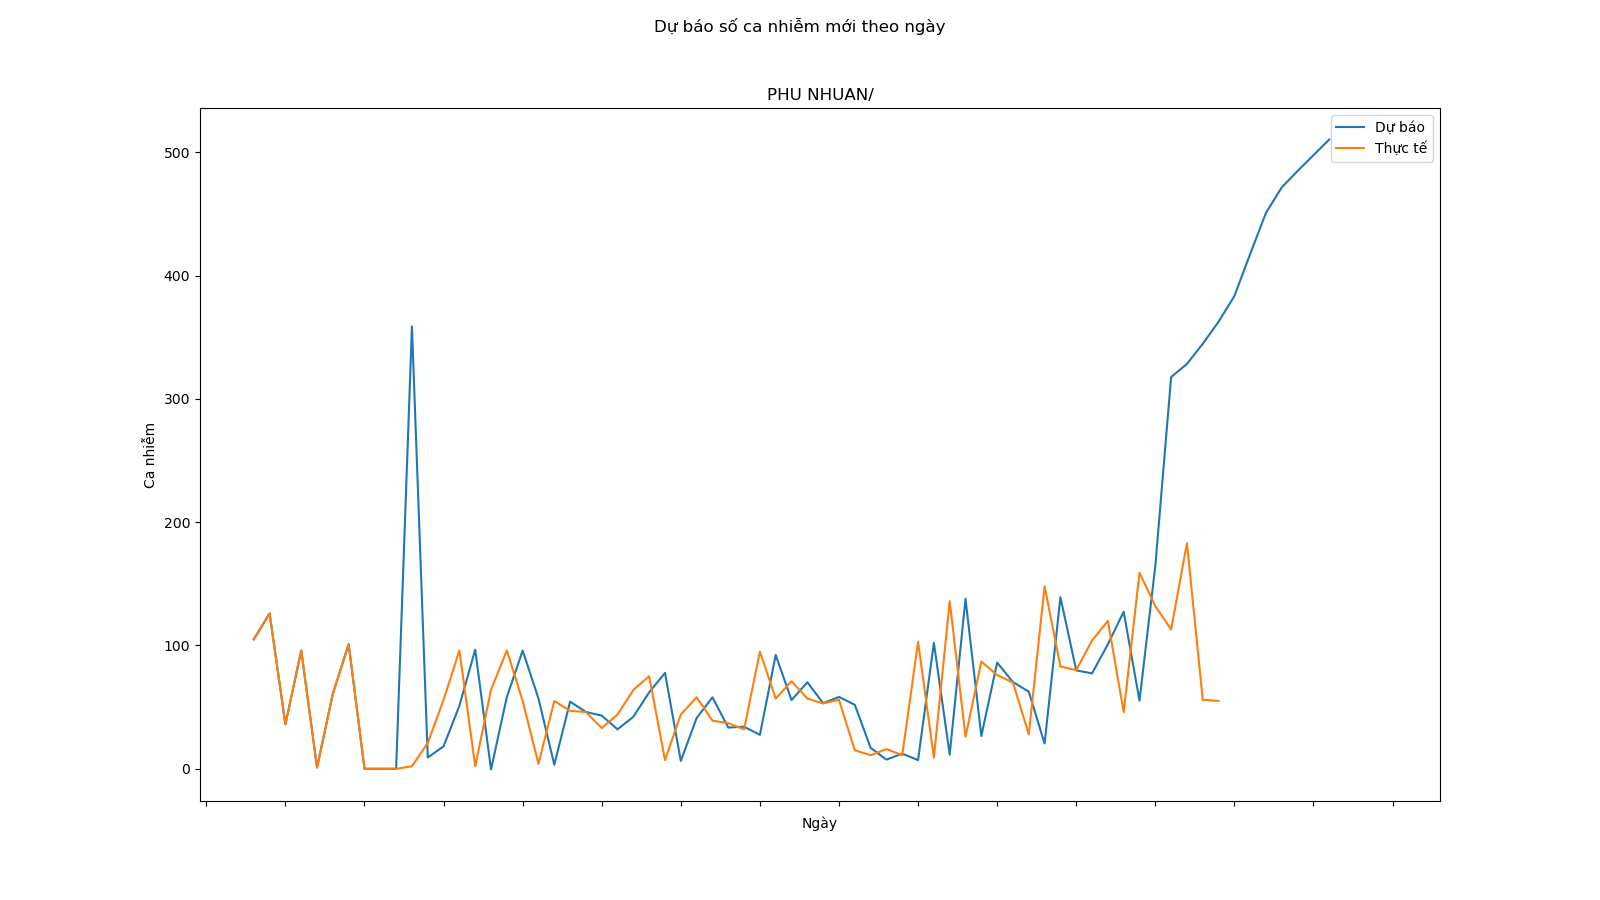 Dự báo số ca nhiễm mới theo ngày
PHU NHUAN/
Dự báo
Thực tế
500
400
300
200
100
0
Ca nhiễm
Ngày